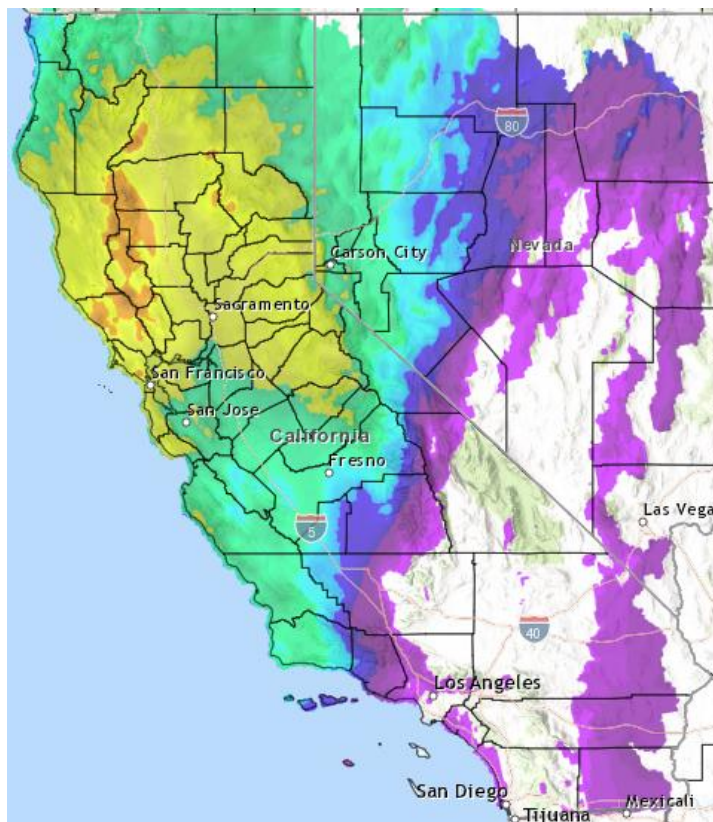 80
Carson City
Nevada
Sacramento
San Francisco
San Jose
California
Fresno
5
Las Vega
40
Los Angeles
San Diego
Mexicali
Tijuana